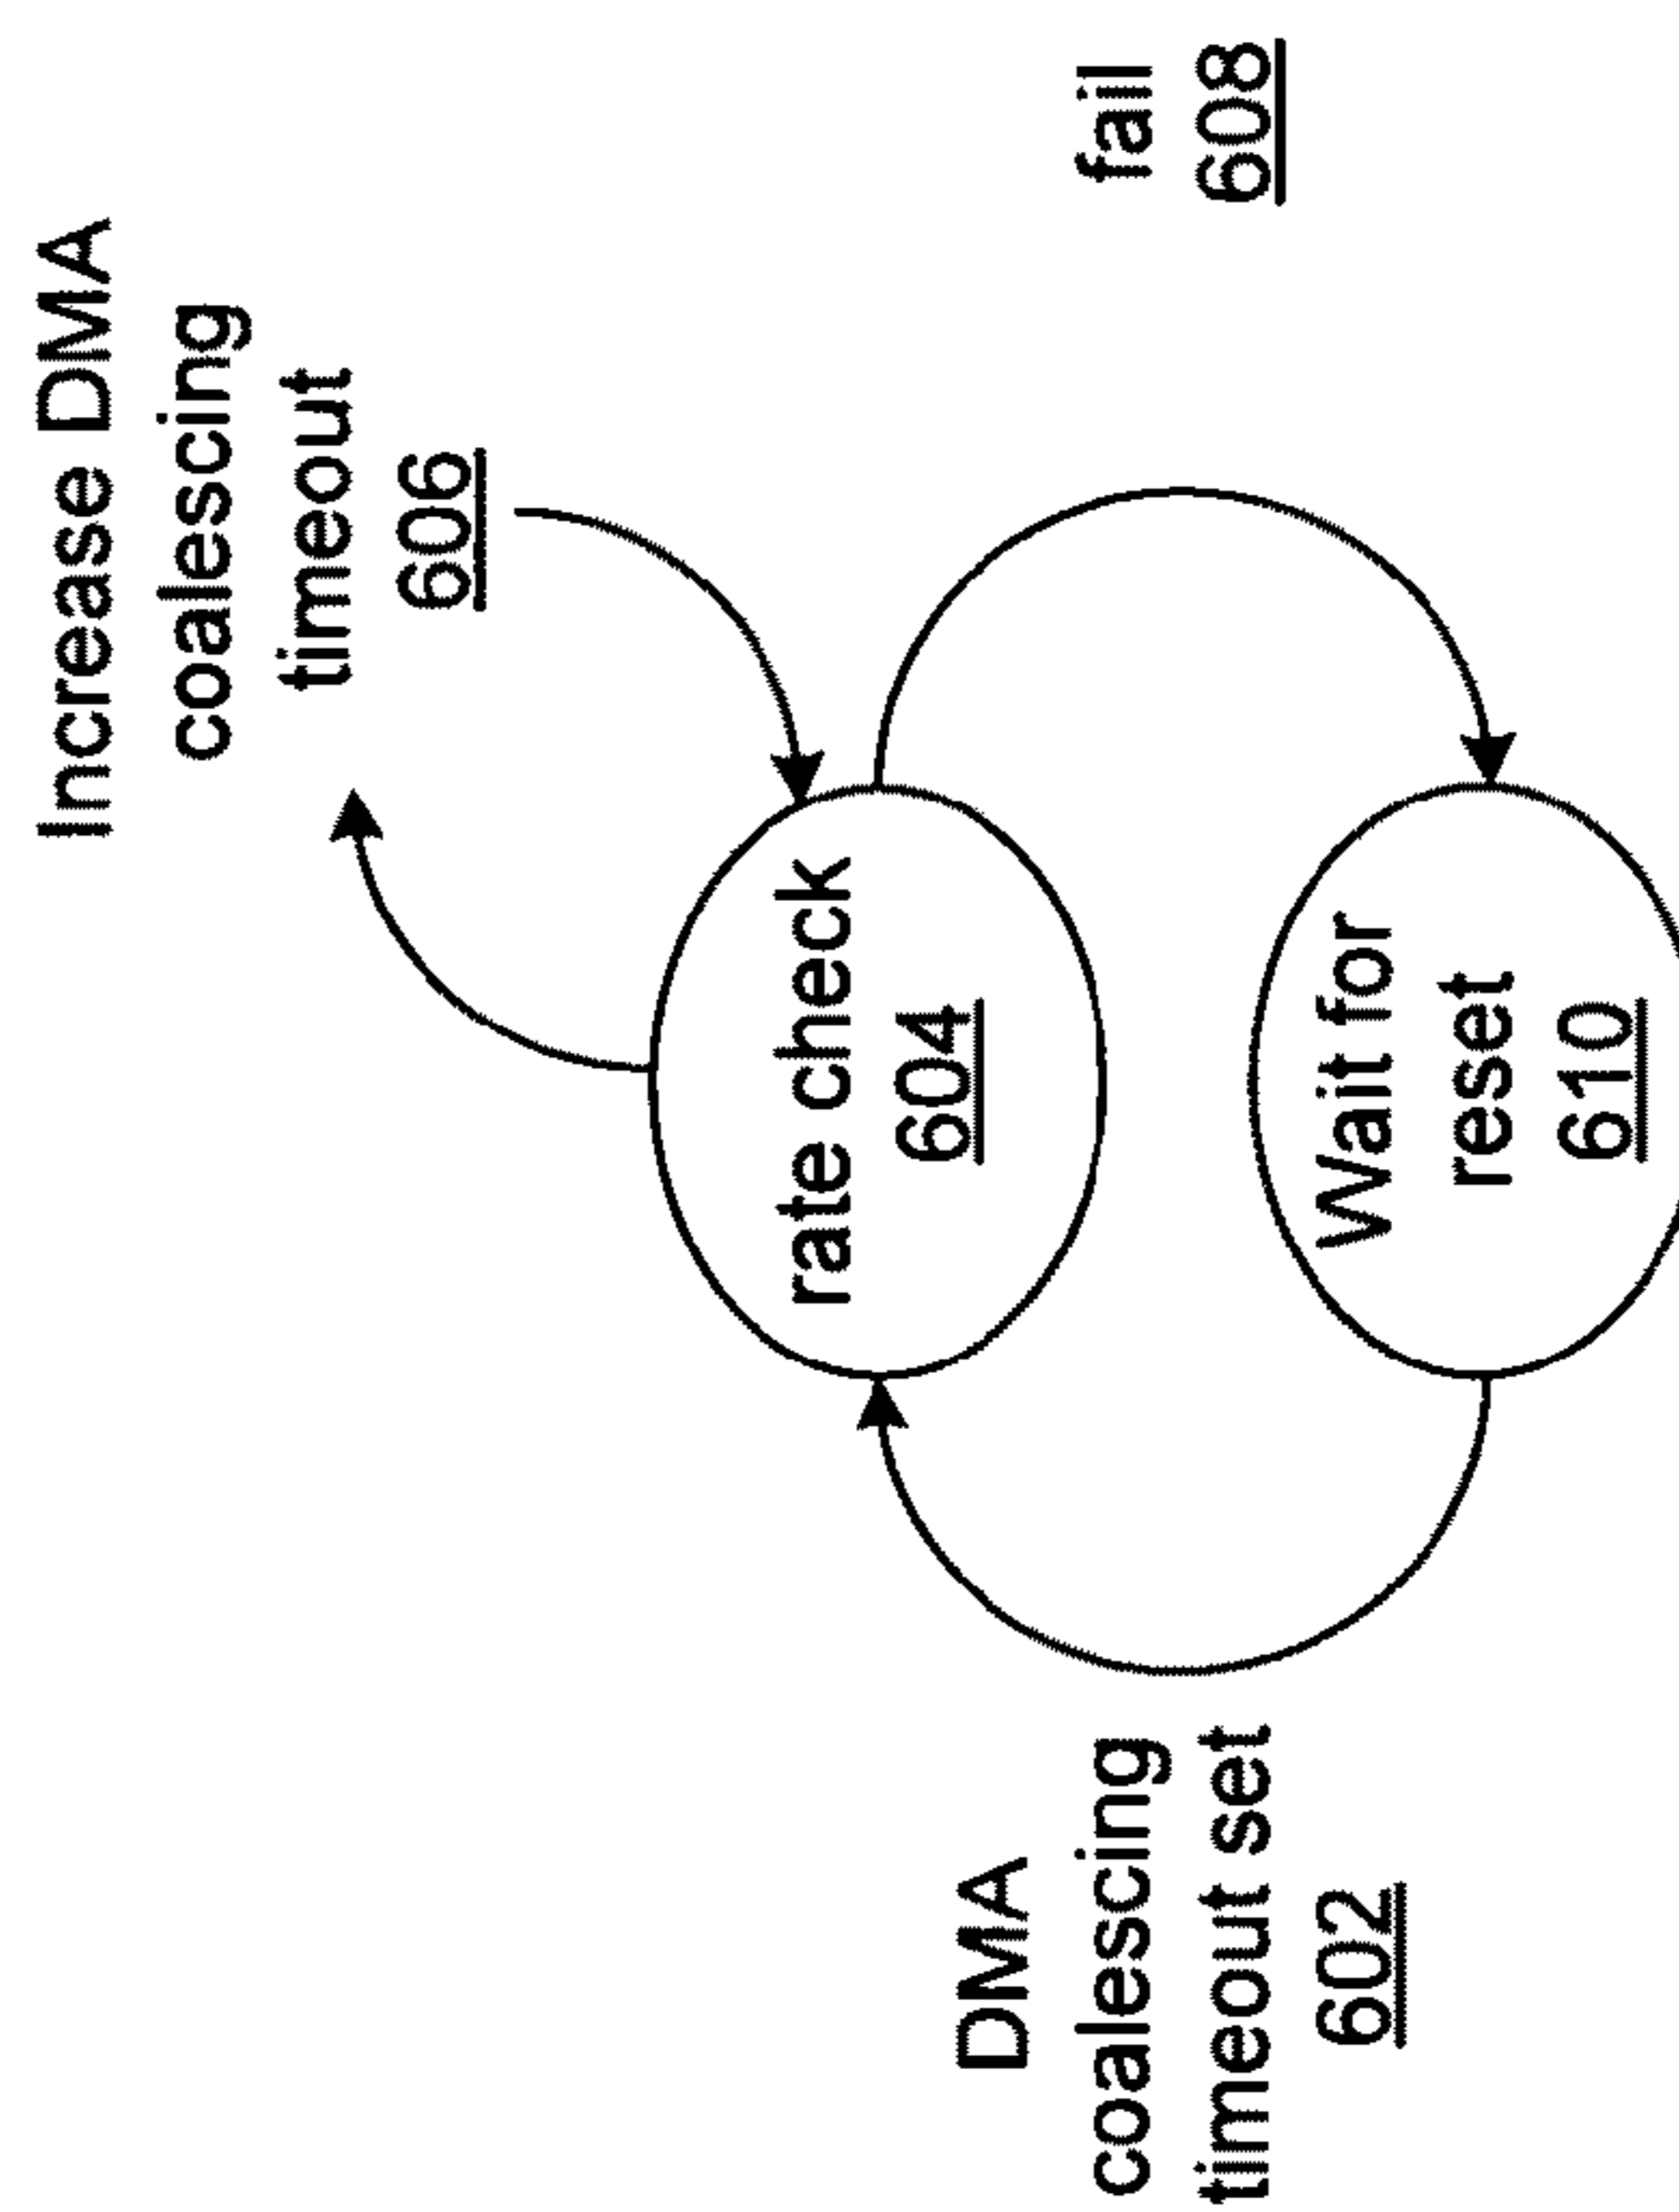 Increase DMA
coalescing
timeout
606
rate check
604
DMA
coalescing
timeout set
602
fail
608
Wait for
reset
610